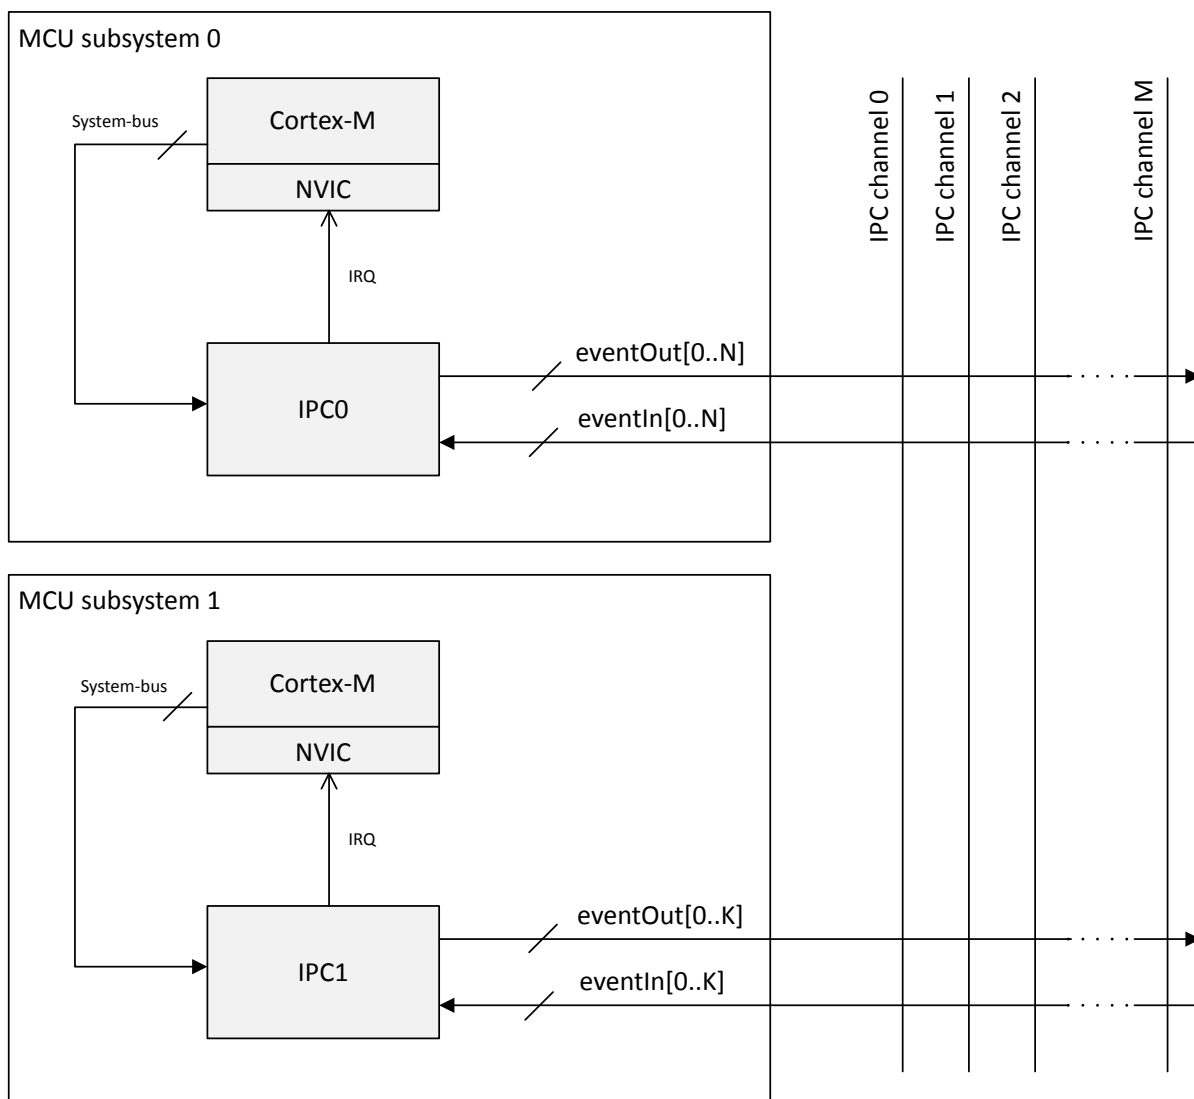 MCU subsystem 0
Cortex-M
System-bus
NVIC
IRQ
IPC0
eventOut[0..N]
eventIn[0..N]
IPC channel 0
IPC channel 1
IPC channel 2
IPC channel M
MCU subsystem 1
Cortex-M
System-bus
NVIC
IRQ
IPC1
eventOut[0..K]
eventIn[0..K]